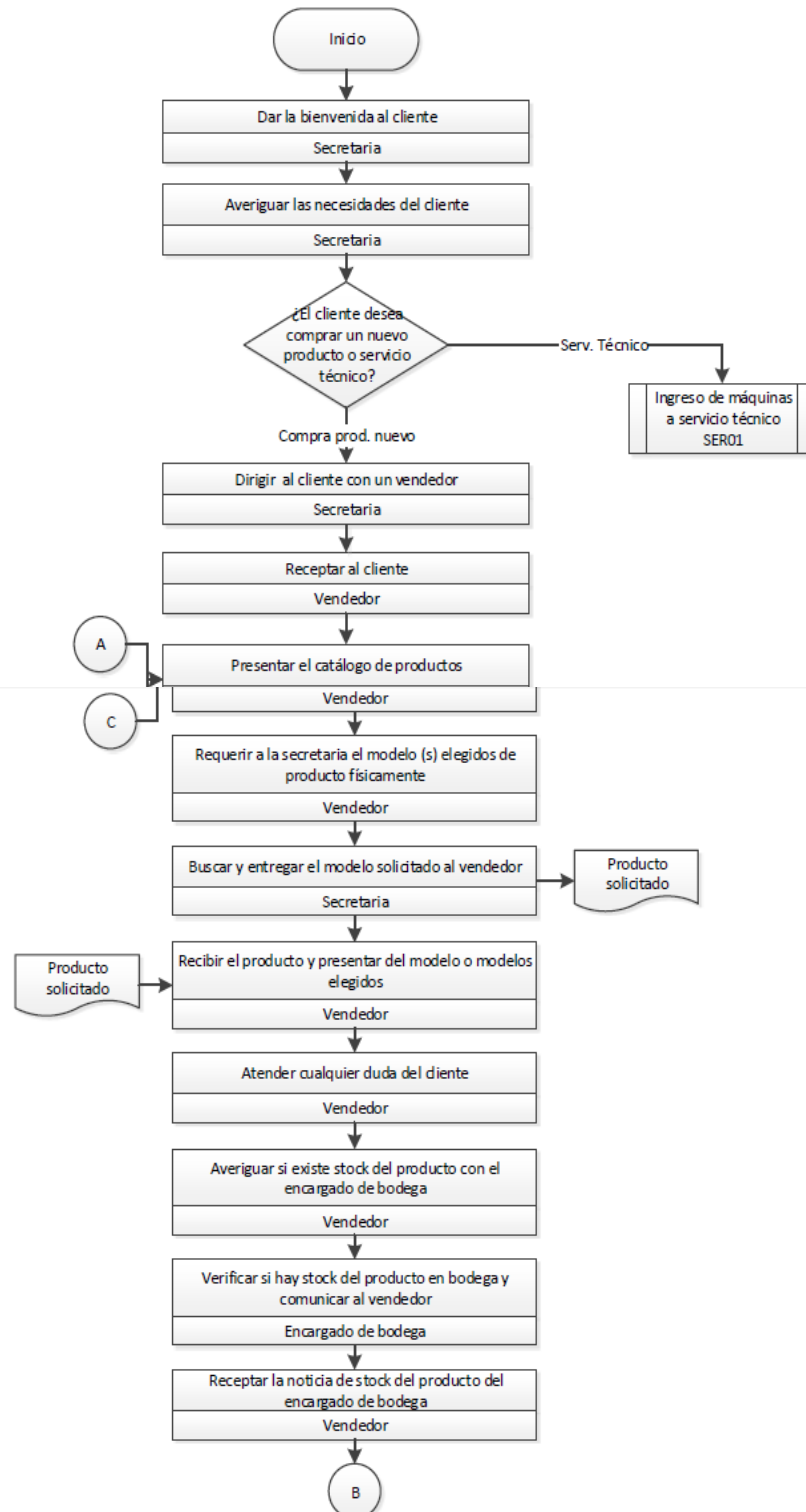 Inicio
Dar la bienvenida al cliente
Secretaria
Averiguar las necesidades del cliente
Secretaria
¿El cliente desea
comprar un nuevo
producto o servicio
técnico?
Serv. Técnico
Ingreso de máquinas
a servicio técnico
SER01
Compra prod. nuevo
Dirigir al cliente con un vendedor
Secretaria
Receptar al cliente
Vendedor
A
Presentar el catálogo de productos
Vendedor
C
Requerir a la secretaria el modelo (s) elegidos de
producto físicamente
Vendedor
Buscar y entregar el modelo solicitado al vendedor
Secretaria
Producto
solicitado
Producto
solicitado
Recibir el producto y presentar del modelo o modelos
elegidos
Vendedor
Atender cualquier duda del cliente
Vendedor
Averiguar si existe stock del producto con el
encargado de bodega
Vendedor
Verificar si hay stock del producto en bodega y
comunicar al vendedor
Encargado de bodega
Receptar la noticia de stock del producto del
encargado de bodega
Vendedor
B